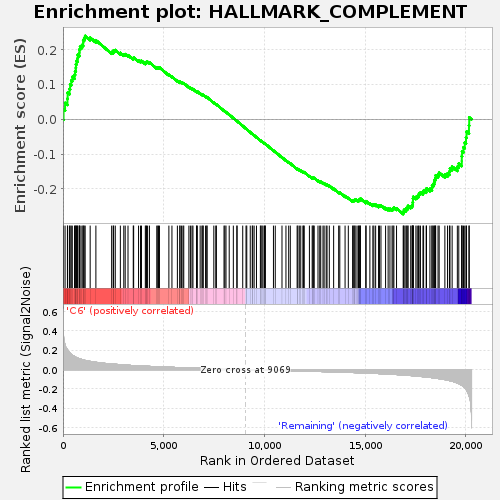 Enrichment plot: HALLMARK_COMPLEMENT
Enrichment score (ES)
0.2
0.1
0.0
-0.1
-0.2
Ranked list metric (Signal2Noise)
'C6' (positively correlated)
0.6
0.4
0.2
0.0
-0.2
-0.4
-0.6
Zero cross at 9069
'Remaining' (negatively correlated)
0
5,000
10,000
15,000
20,000
Rank in Ordered Dataset
Enrichment profile
Hits
Ranking metric scores